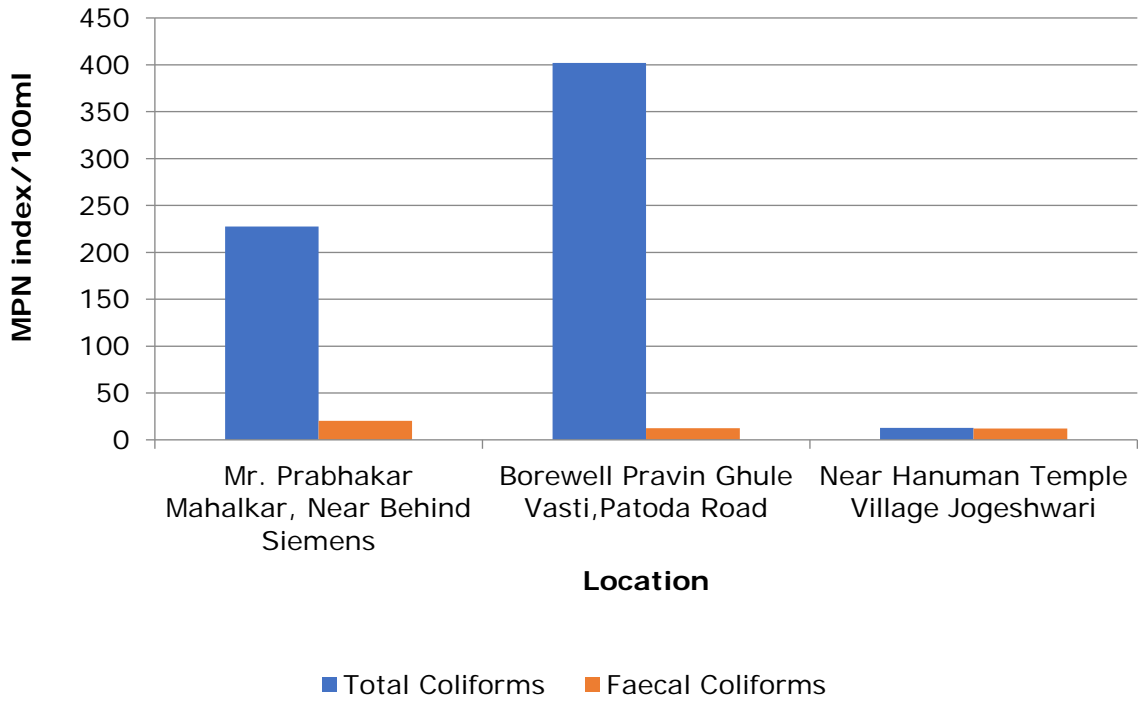 450
400
350
300
250
200
150
100
50
0
MPN index/100ml
Mr. Prabhakar
Mahalkar, Near Behind
Siemens
Borewell Pravin Ghule
Vasti,Patoda Road
Near Hanuman Temple
Village Jogeshwari
Location
Total Coliforms
Faecal Coliforms